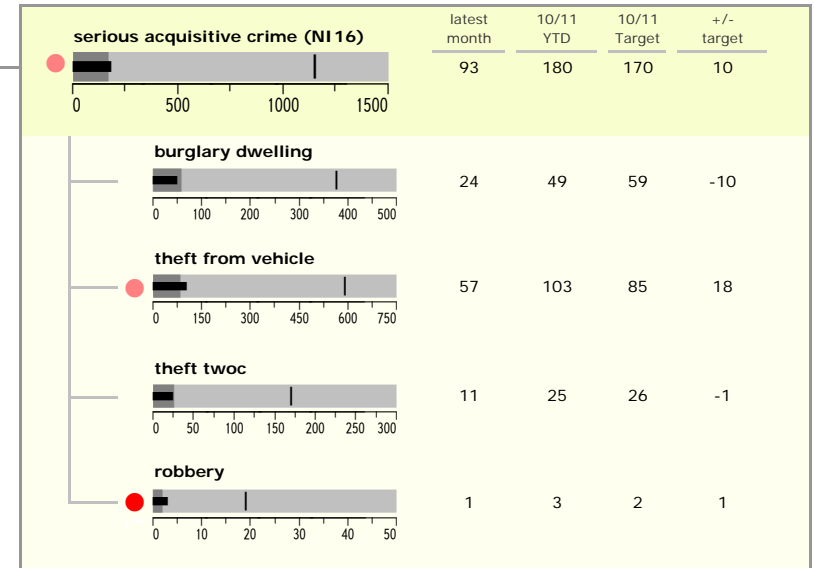 latest 10/11 10/11 +/-
serious acquisitive crime (NI16) month YTD Target target
93 180 170 10
0 500 1000 1500
burglary dwelling
24 49 59 -10
0 100 200 300 400 500
theft from vehicle
57 103 85 18
0 150 300 450 600 750
theft twoc
11 25 26 -1
0 50 100 150 200 250 300
robbery
1 3 2 1
0 10 20 30 40 50